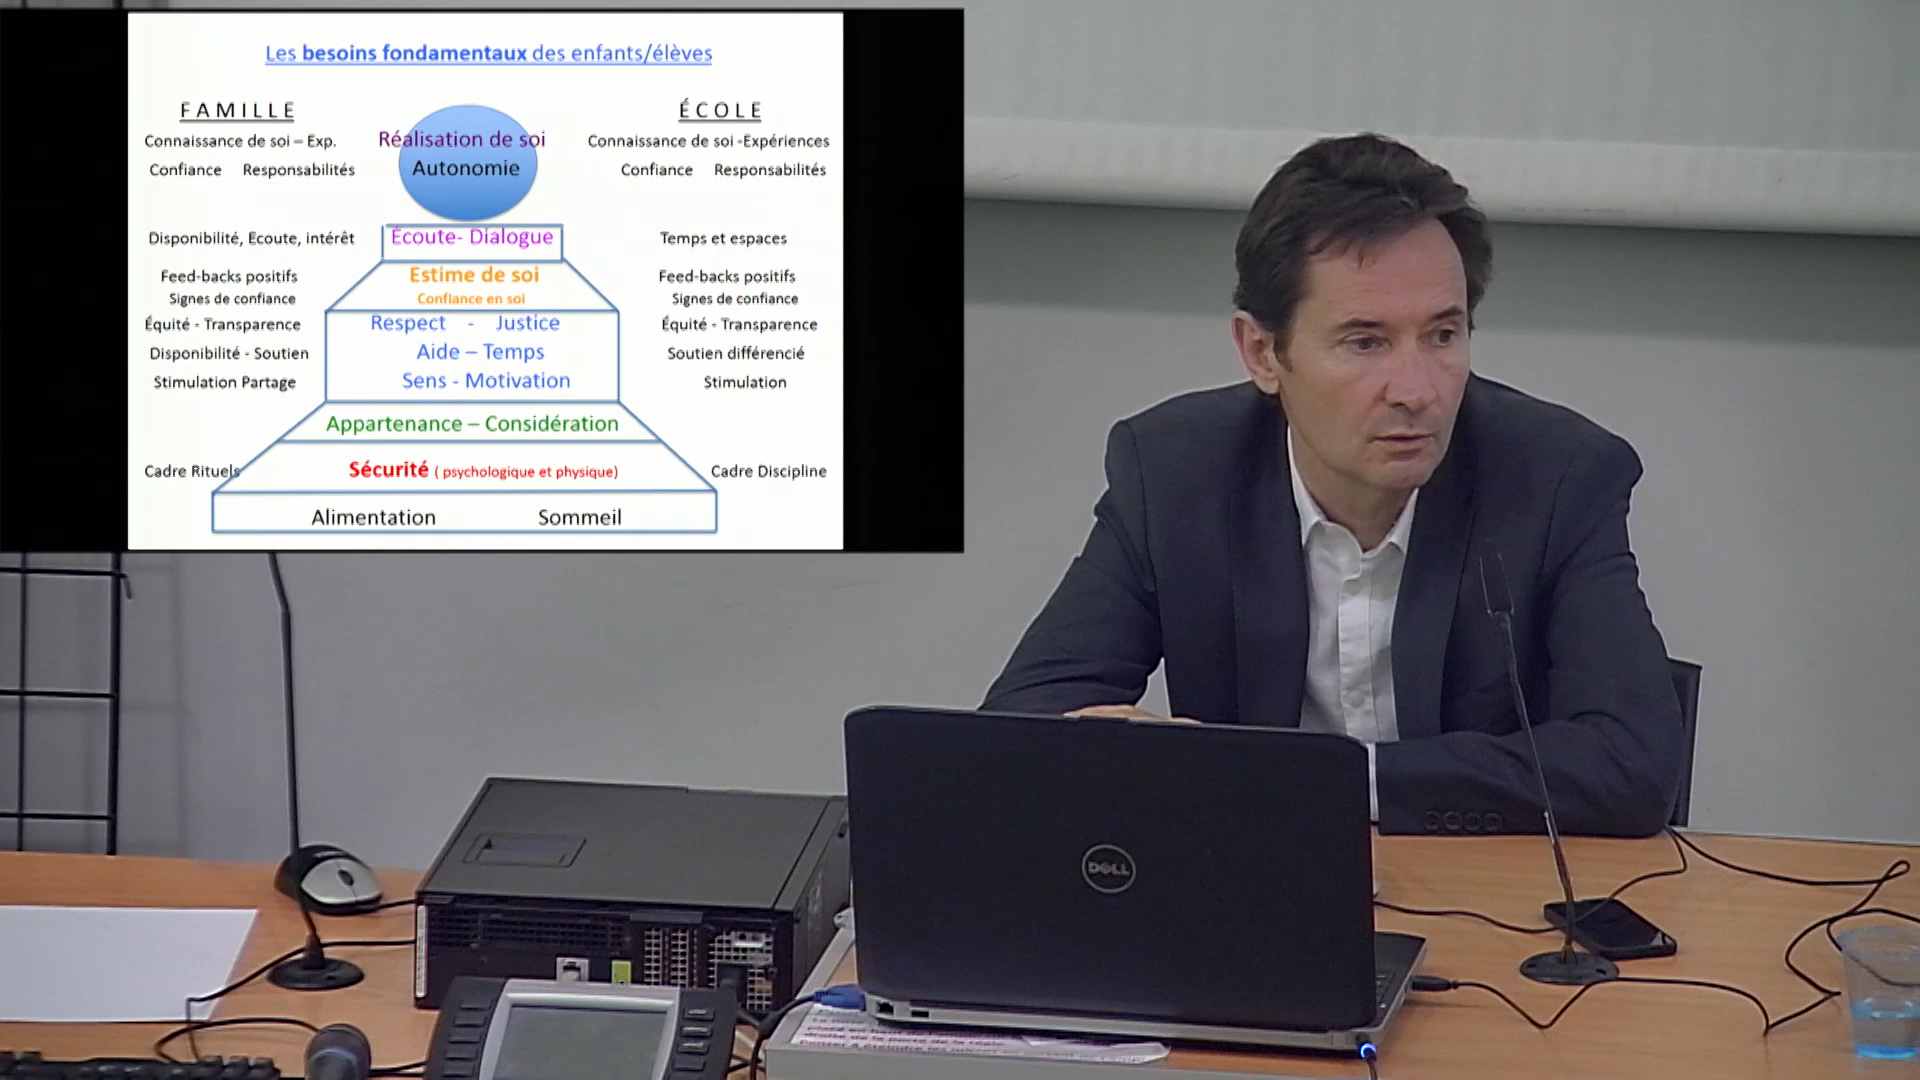 Les besoins fondamentaux des enfants/élèves
FAMILLE
ÉCOLE
Connaissance de soi – Exp.
Réalisation de soi
Connaissance de soi -Expériences
Confiance Responsabilités
Autonomie
Confiance Responsabilités
Disponibilité, Ecoute, intérêt
Écoute- Dialogue
Temps et espaces
Feed-backs positifs
Estime de soi
Feed-backs positifs
Signes de confiance
Confiance en soi
Signes de confiance
Équité - Transparence
Respect - Justice
Équité - Transparence
Disponibilité - Soutien
Aide – Temps
Soutien différencié
Stimulation Partage
Sens - Motivation
Stimulation
Appartenance – Considération
Cadre Rituels
Sécurité ( psychologique et physique)
Cadre Discipline
Alimentation Sommeil
DELL